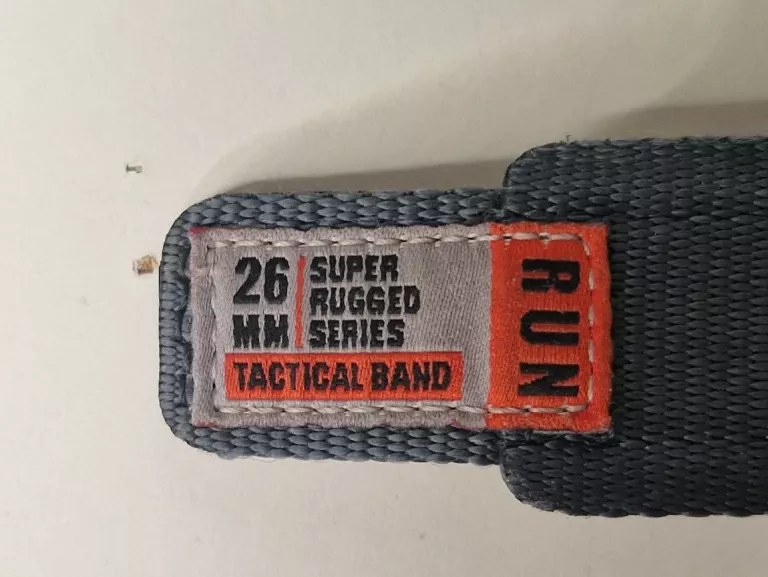 26 MM
SUPER
RUGGED
SERIES
TACTICAL BAND
RUN